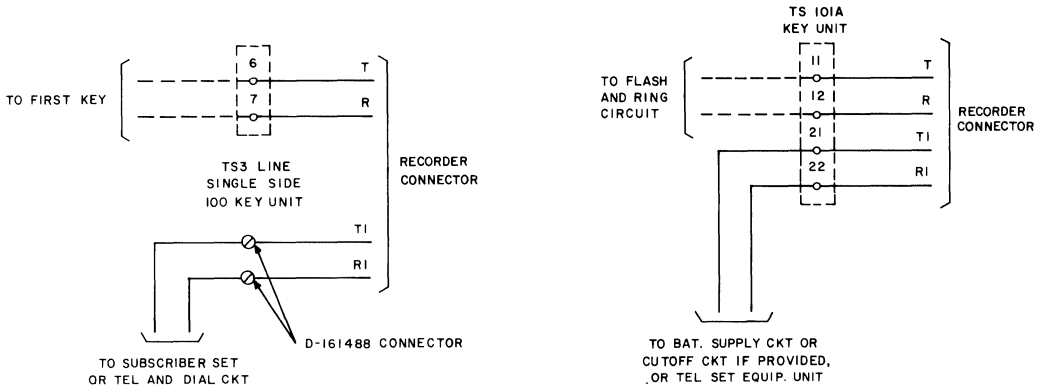 6
T
7
R
TO FIRST KEY
TS3 LINE
SINGLE SIDE
100 KEY UNIT
RECORDER
CONNECTOR
T1
R1
D-161488 CONNECTOR
TO SUBSCRIBER SET
OR TEL AND DIAL CKT
TS 101A
KEY UNIT
11
T
12
R
21
T1
22
R1
TO FLASH
AND RING
CIRCUIT
RECORDER
CONNECTOR
TO BAT. SUPPLY CKT OR
CUTOFF CKT IF PROVIDED,
OR TEL SET EQUIP. UNIT